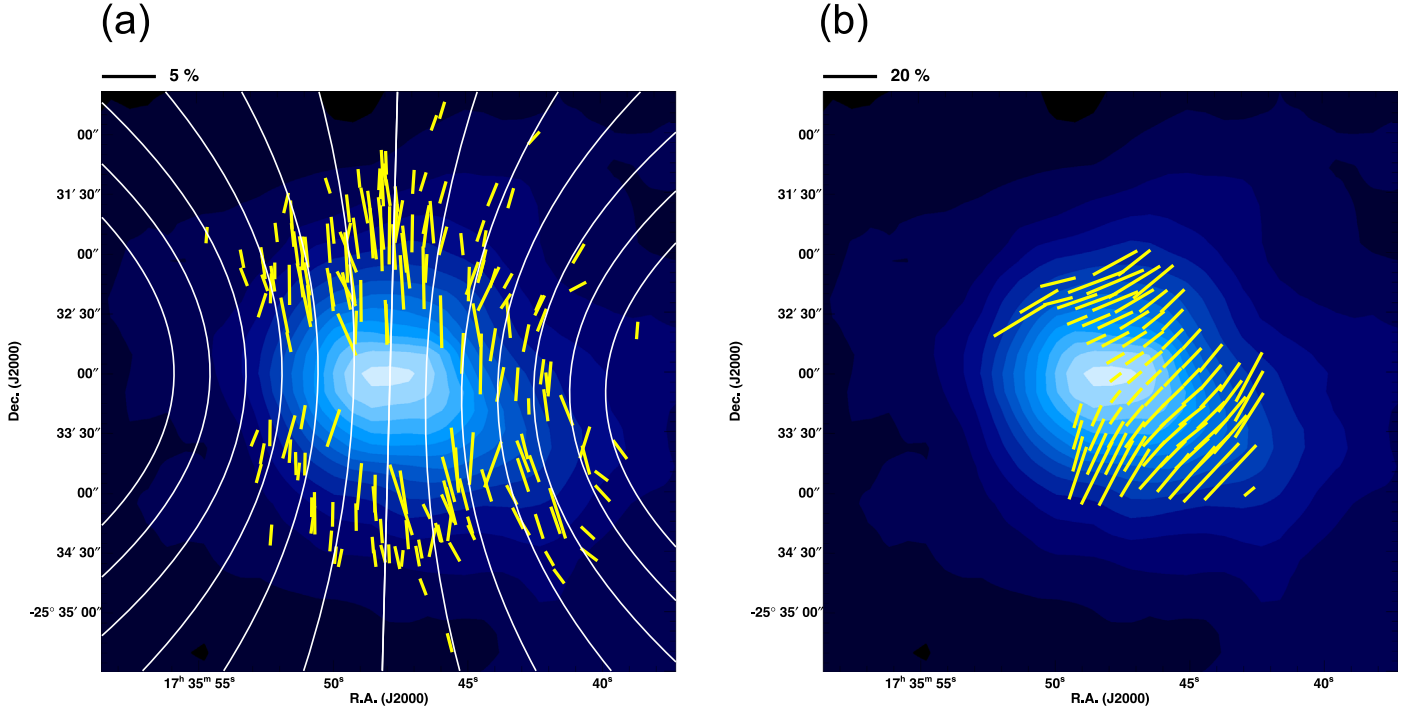 (a)
5 %
00″
31′ 30″
00″
32′ 30″
00″
33′ 30″
00″
34′ 30″
-25° 35′ 00″
Dec. (J2000)
17ʰ 35ᵐ 55ˢ
50ˢ
45ˢ
40ˢ
R.A. (J2000)
(b)
20 %
00″
31′ 30″
00″
32′ 30″
00″
33′ 30″
00″
34′ 30″
-25° 35′ 00″
Dec. (J2000)
17ʰ 35ᵐ 55ˢ
50ˢ
45ˢ
40ˢ
R.A. (J2000)